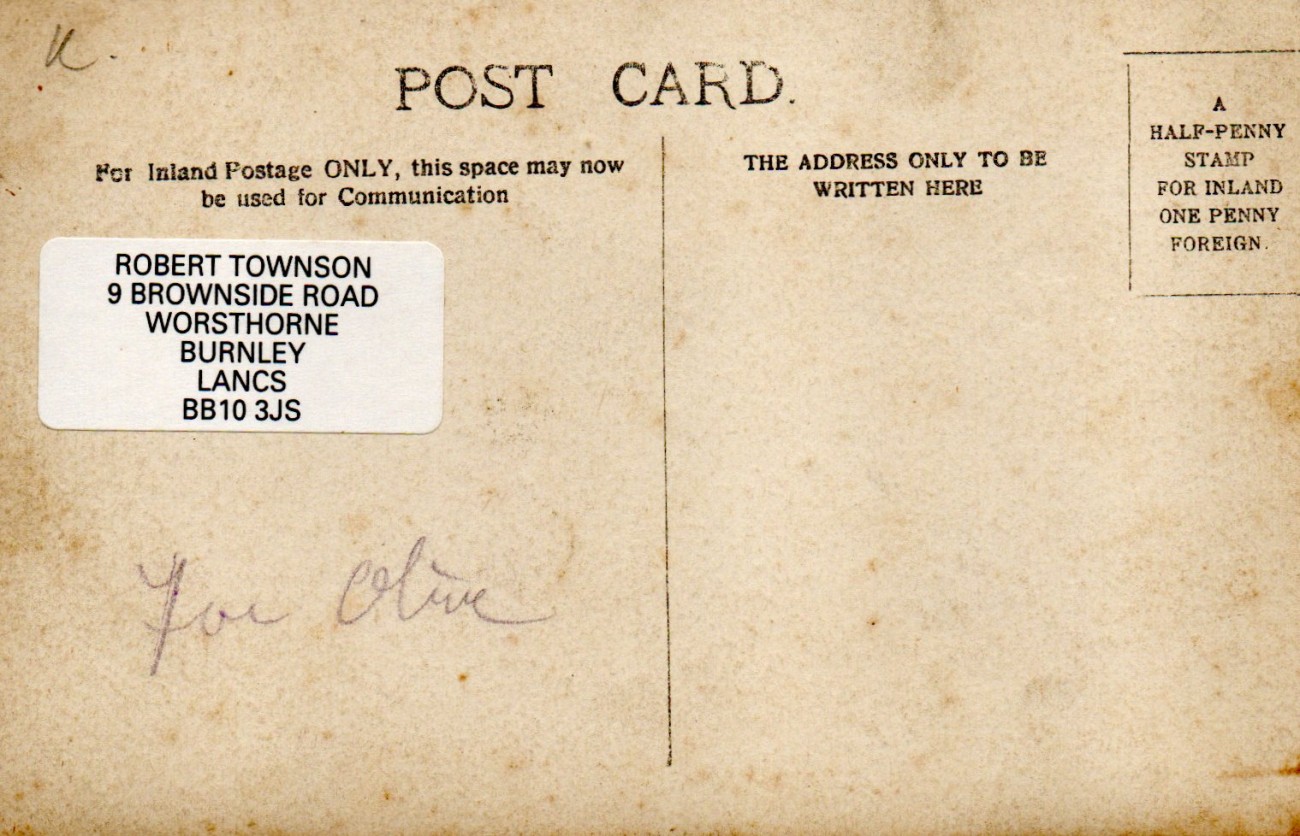 K.
POST CARD.
For Inland Postage ONLY, this space may now
be used for Communication
THE ADDRESS ONLY TO BE
WRITTEN HERE
A
HALF-PENNY
STAMP
FOR INLAND
ONE PENNY
FOREIGN.
ROBERT TOWNSON
9 BROWNSIDE ROAD
WORSTHORNE
BURNLEY
LANCS
BB10 3JS
For Olive